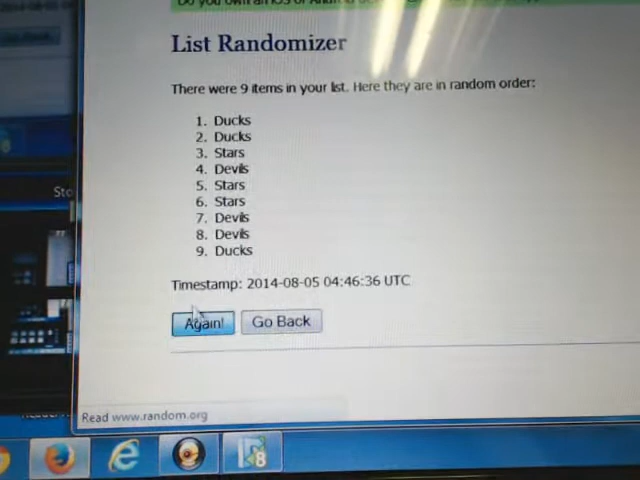 List Randomizer
There were 9 items in your list. Here they are in random order:
1. Ducks
2. Ducks
3. Stars
4. Devils
5. Stars
6. Stars
7. Devils
8. Devils
9. Ducks
Timestamp: 2014-08-05 04:46:36 UTC
Again! Go Back
Read www.random.org